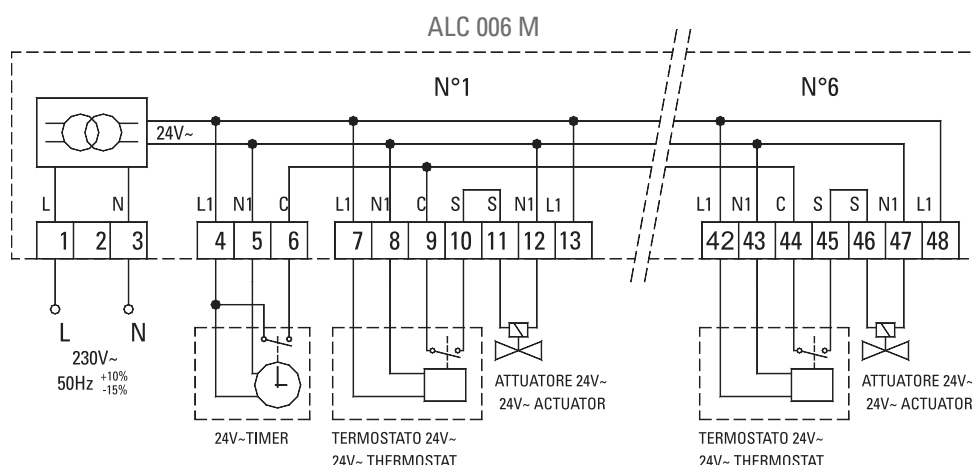 ALC 006 M
N°1 N°6
24V~
L N L1 N1 C L1 N1 C S S N1 L1 L1 N1 C S S N1 L1
1 2 3 4 5 6 7 8 9 10 11 12 13 42 43 44 45 46 47 48
L N
230V~
50Hz +10% -15%
24V~TIMER
TERMOSTATO 24V~
24V~ THERMOSTAT
ATTUATORE 24V~
24V~ ACTUATOR
TERMOSTATO 24V~
24V~ THERMOSTAT
ATTUATORE 24V~
24V~ ACTUATOR